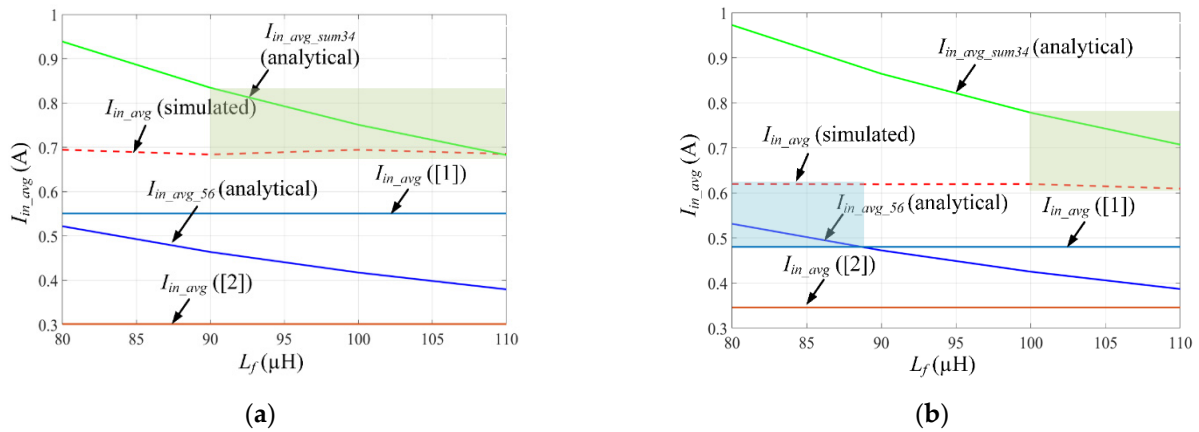 1
0.9
0.8
0.7
0.6
0.5
0.4
0.3
I_in_avg (A)
I_in_avg_sum34
(analytical)
I_in_avg (simulated)
I_in_avg ([1])
I_in_avg_56 (analytical)
I_in_avg ([2])
80 85 90 95 100 105 110
L_f (µH)
(a)
1
0.9
0.8
0.7
0.6
0.5
0.4
0.3
I_in_avg (A)
I_in_avg_sum34 (analytical)
I_in_avg (simulated)
I_in_avg_56 (analytical)
I_in_avg ([1])
I_in_avg ([2])
80 85 90 95 100 105 110
L_f (µH)
(b)